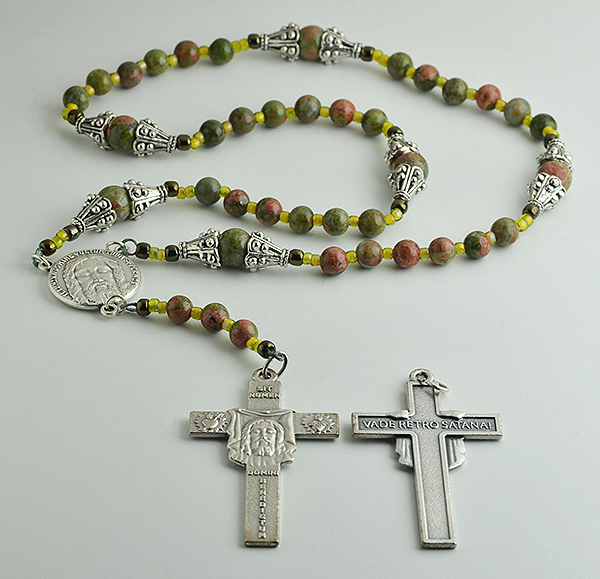 SIT
NOMEN
DOMINI
BENEDICTUM
VADE RETRO SATANA!